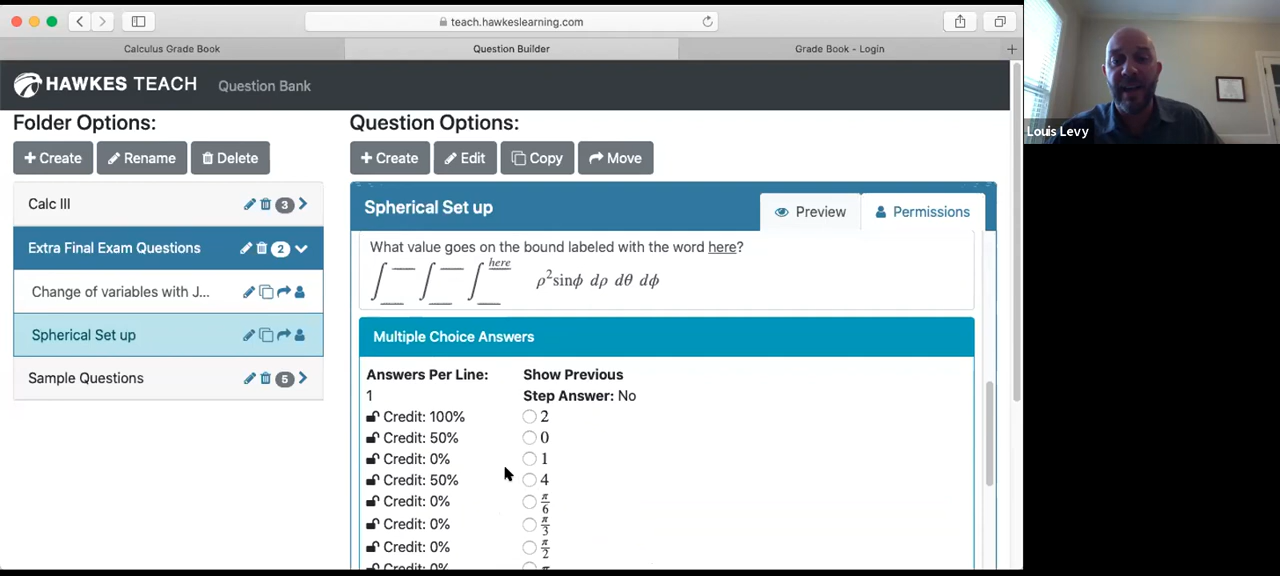 teach.hawkeslearning.com
Calculus Grade Book
Question Builder
Grade Book - Login
HAWKES TEACH
Question Bank
Louis Levy
Folder Options:
Create
Rename
Delete
Calc III
3
Extra Final Exam Questions
2
Change of variables with J...
Spherical Set up
Sample Questions
5
Question Options:
Create
Edit
Copy
Move
Spherical Set up
Preview
Permissions
What value goes on the bound labeled with the word here?
∫ ∫ ∫ here ρ²sinϕ dρ dθ dϕ
Multiple Choice Answers
Answers Per Line:
1
Show Previous
Step Answer: No
Credit: 100% 2
Credit: 50% 0
Credit: 0% 1
Credit: 50% 4
Credit: 0% π/6
Credit: 0% π/3
Credit: 0% π/2
Credit: 0%